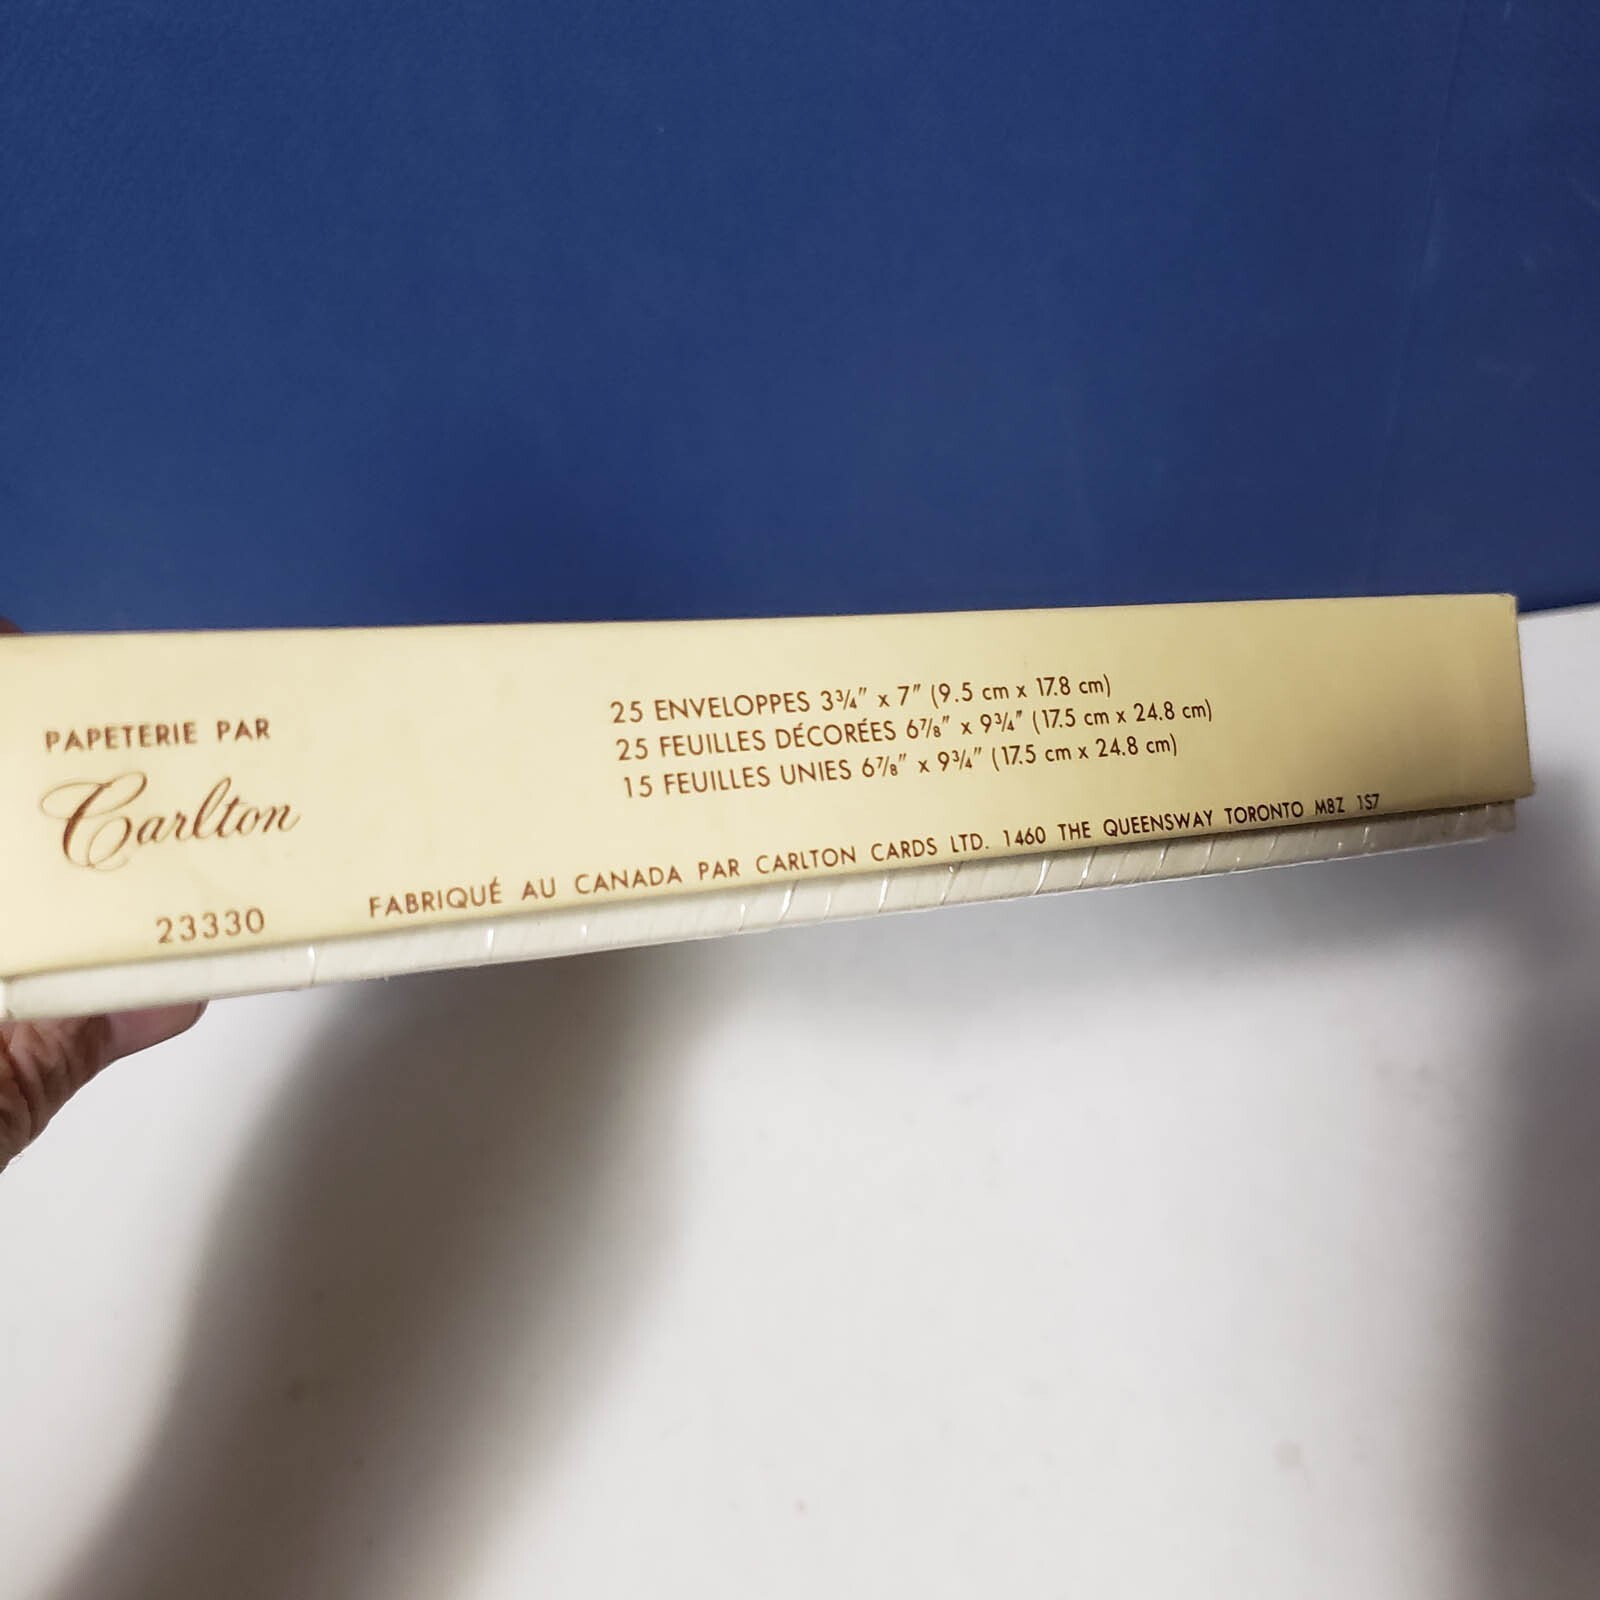 PAPETERIE PAR
Carlton
23330
25 ENVELOPPES 3¾" x 7" (9.5 cm x 17.8 cm)
25 FEUILLES DÉCORÉES 6⅞" x 9¾" (17.5 cm x 24.8 cm)
15 FEUILLES UNIES 6⅞" x 9¾" (17.5 cm x 24.8 cm)
FABRIQUÉ AU CANADA PAR CARLTON CARDS LTD. 1460 THE QUEENSWAY TORONTO M8Z 1S7